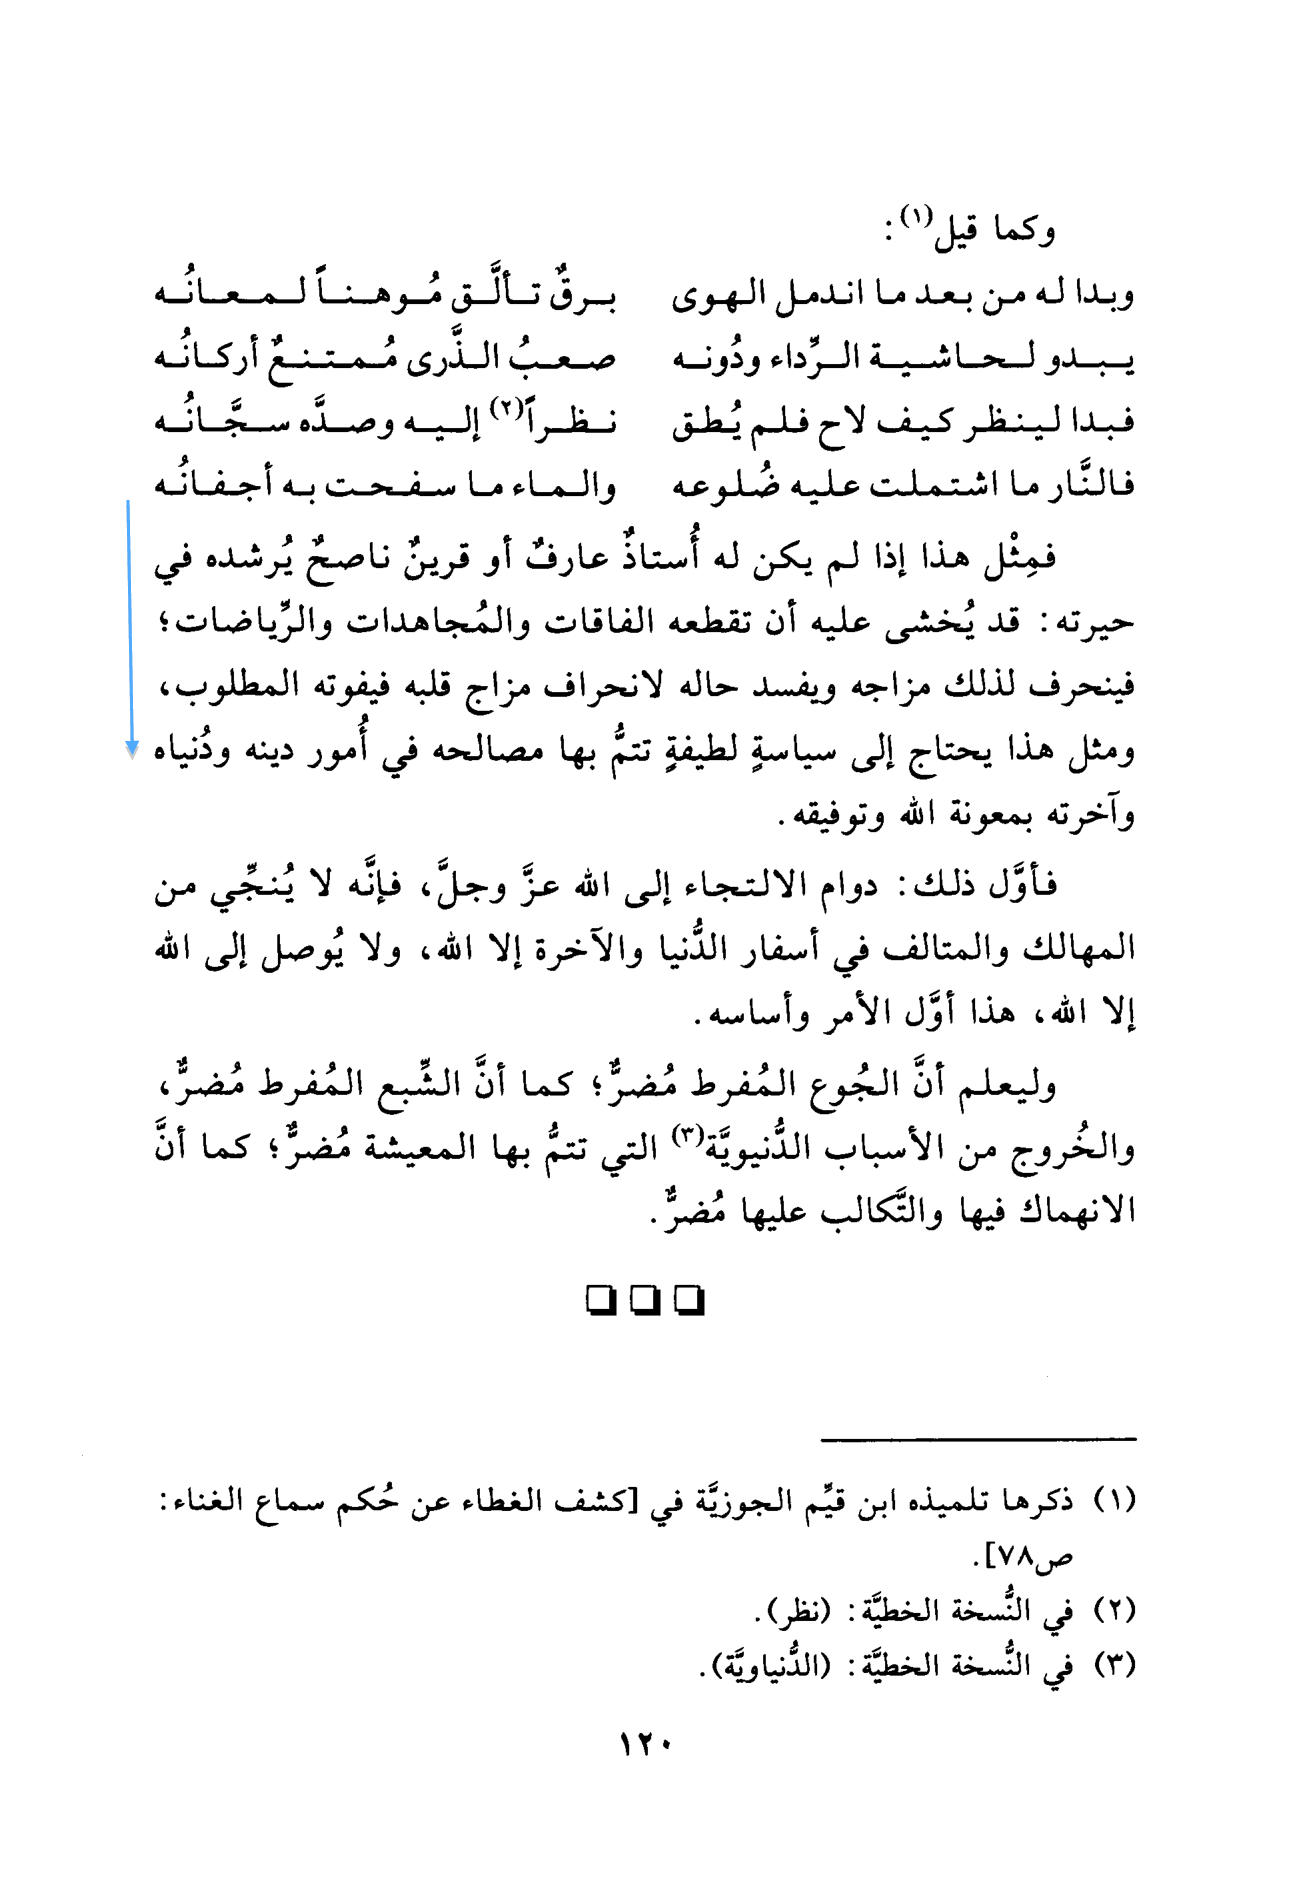 وكما قيل(١):
وبدا له من بعد ما اندمل الهوى برقٌ تألَّق مُوهناً لمعانُه
يبدو لحاشية الرِّداء ودُونه صعبُ الذَّرى مُمتنعٌ أركانُه
فبدا لينظر كيف لاح فلم يُطق نظراً(٢) إليه وصدَّه سجَّانُه
فالنَّار ما اشتملت عليه ضُلوعه والماء ما سفحت به أجفانُه
فمِثْل هذا إذا لم يكن له أُستاذٌ عارفٌ أو قرينٌ ناصحٌ يُرشده في
حيرته: قد يُخشى عليه أن تقطعه الفاقات والمُجاهدات والرِّياضات؛
فينحرف لذلك مزاجه ويفسد حاله لانحراف مزاج قلبه فيفوته المطلوب،
ومثل هذا يحتاج إلى سياسةٍ لطيفةٍ تتمُّ بها مصالحه في أُمور دينه ودُنياه
وآخرته بمعونة الله وتوفيقه.
فأوَّل ذلك: دوام الالتجاء إلى الله عزَّ وجلَّ، فإنَّه لا يُنجِّي من
المهالك والمتالف في أسفار الدُّنيا والآخرة إلا الله، ولا يُوصل إلى الله
إلا الله، هذا أوَّل الأمر وأساسه.
وليعلم أنَّ الجُوع المُفرط مُضرٌّ؛ كما أنَّ الشِّبع المُفرط مُضرٌّ،
والخُروج من الأسباب الدُّنيويَّة(٣) التي تتمُّ بها المعيشة مُضرٌّ؛ كما أنَّ
الانهماك فيها والتَّكالب عليها مُضرٌّ.
(١) ذكرها تلميذه ابن قيِّم الجوزيَّة في [كشف الغطاء عن حُكم سماع الغناء:
ص٧٨].
(٢) في النُّسخة الخطيَّة: (نظر).
(٣) في النُّسخة الخطيَّة: (الدُّنياويَّة).
١٢٠